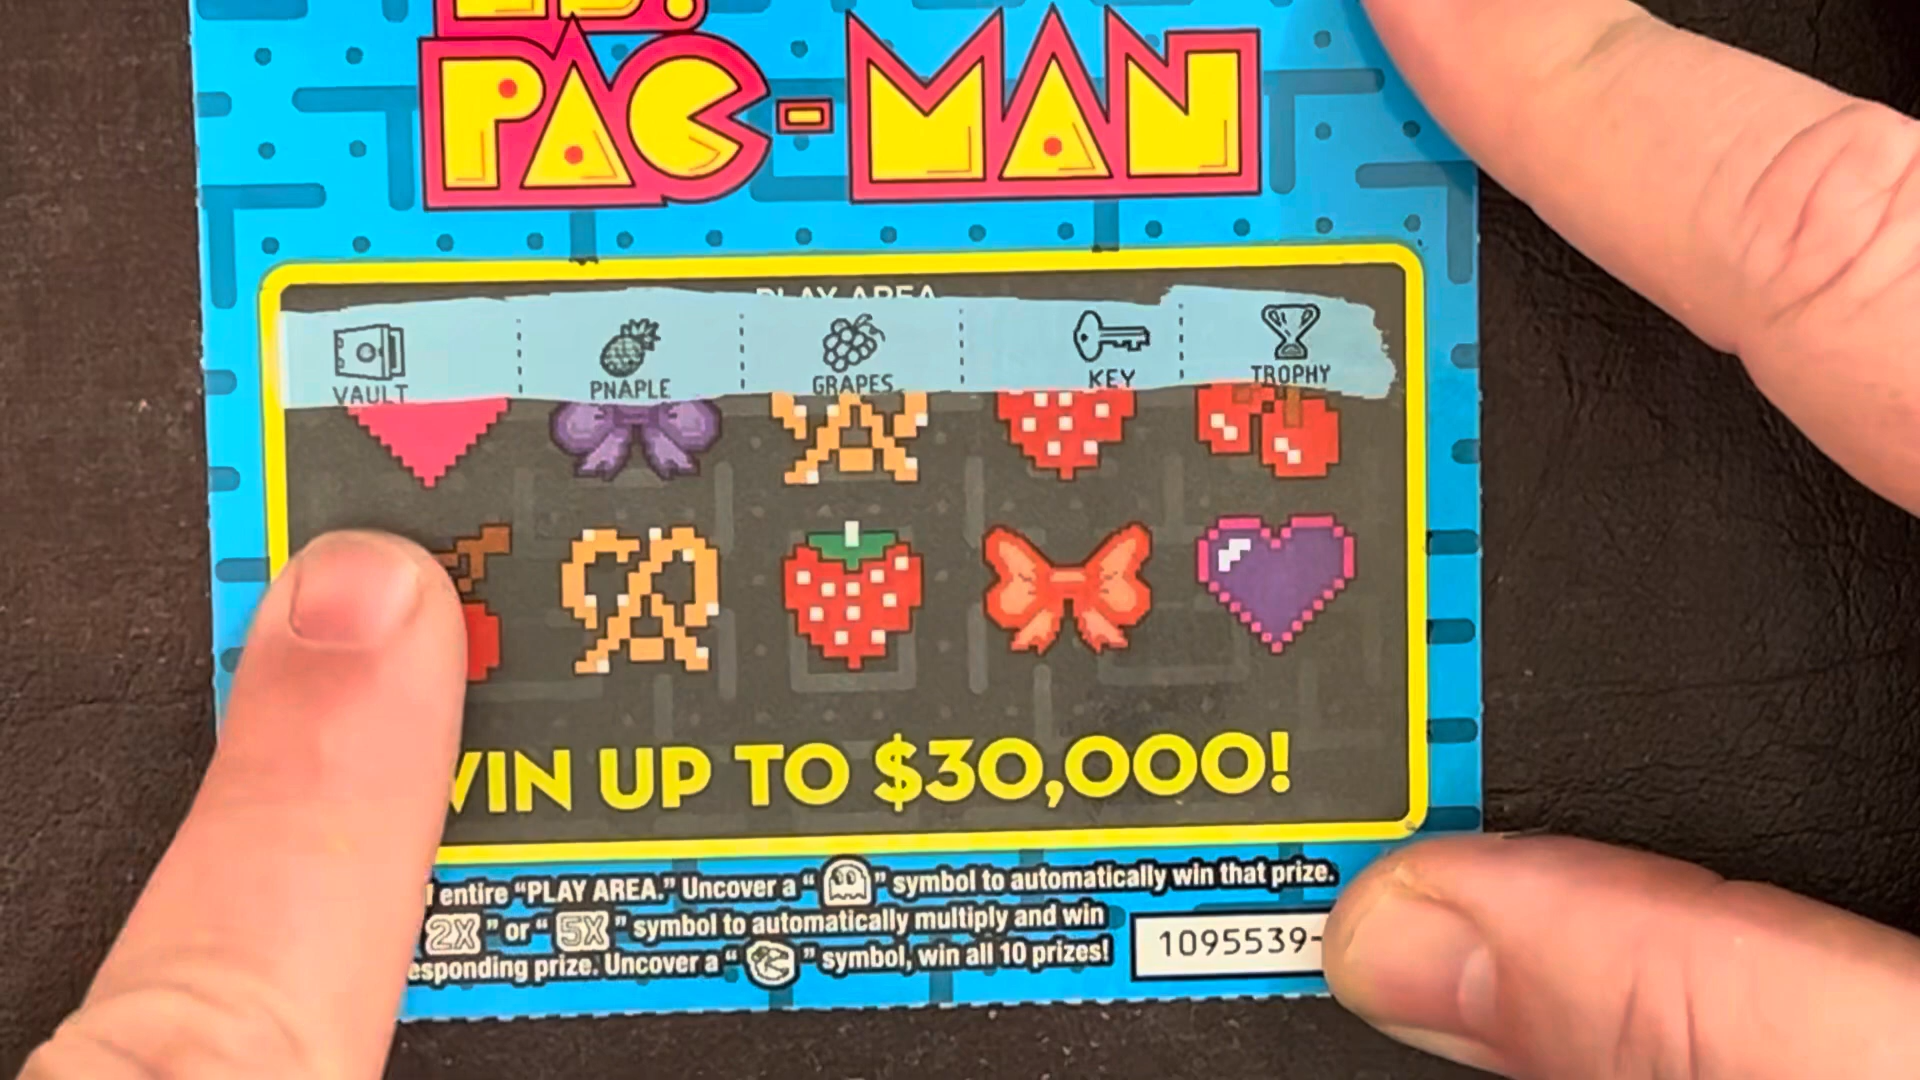 PAC-MAN
PLAY AREA
VAULT PNAPLE GRAPES KEY TROPHY
WIN UP TO $30,000!
entire “PLAY AREA.” Uncover a “ ” symbol to automatically win that prize.
“2X” or “5X” symbol to automatically multiply and win
esponding prize. Uncover a “ ” symbol, win all 10 prizes!
1095539-